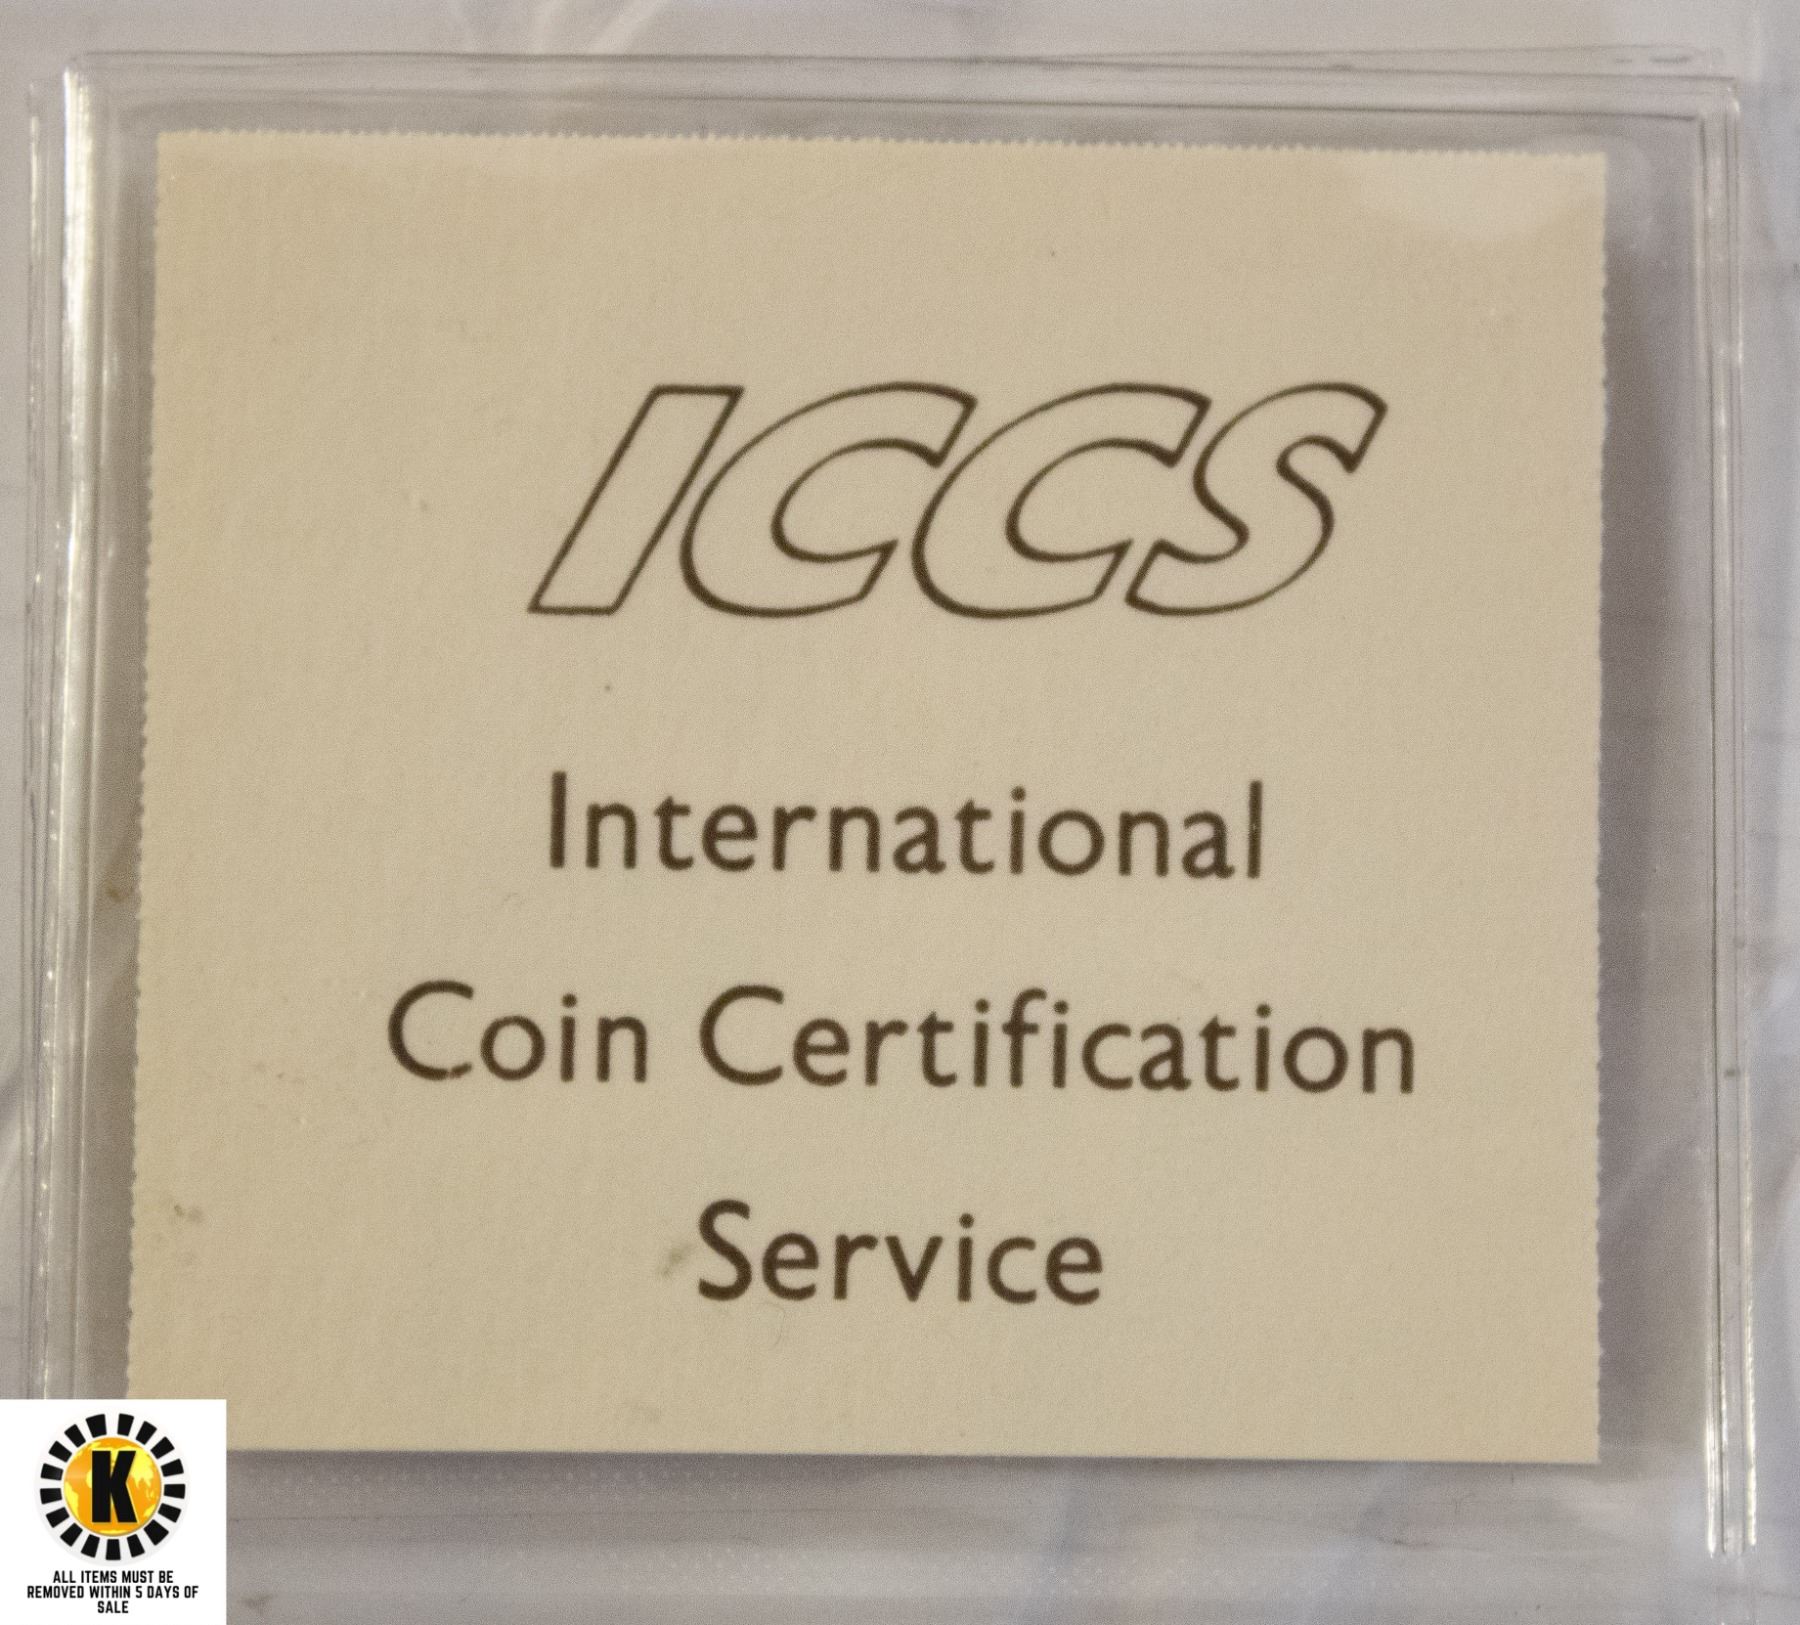 ICCS
International
Coin Certification
Service
K
ALL ITEMS MUST BE
REMOVED WITHIN 5 DAYS OF
SALE